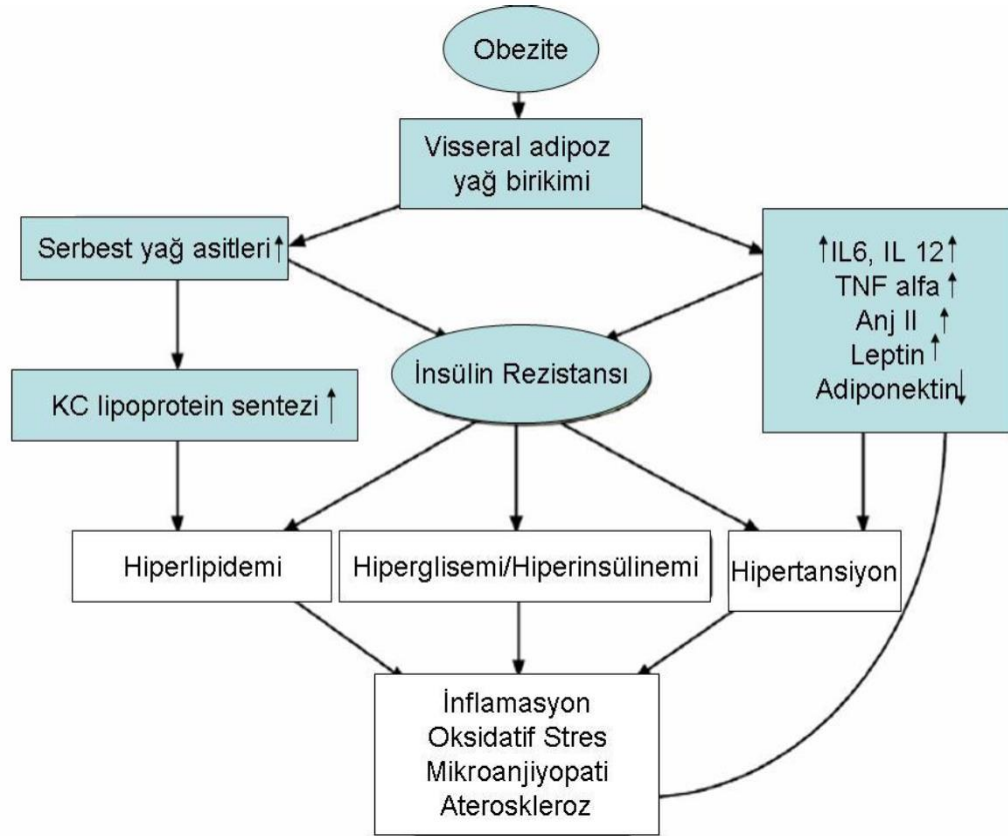 Obezite
Visseral adipoz
yağ birikimi
Serbest yağ asitleri↑
↑IL6, IL 12↑
TNF alfa ↑
Anj II ↑
Leptin ↑
Adiponektin↓
İnsülin Rezistansı
KC lipoprotein sentezi ↑
Hiperlipidemi
Hiperglisemi/Hiperinsülinemi
Hipertansiyon
İnflamasyon
Oksidatif Stres
Mikroanjiyopati
Ateroskleroz